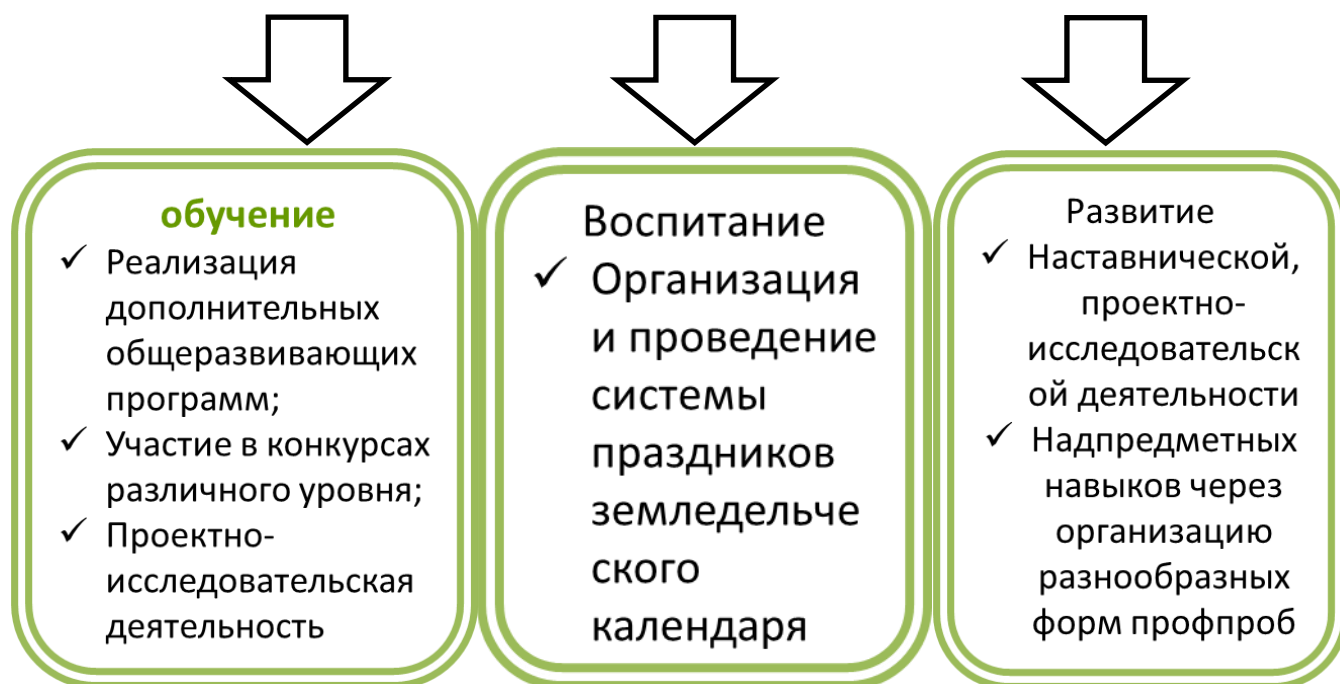 обучение
✓ Реализация
дополнительных
общеразвивающих
программ;
✓ Участие в конкурсах
различного уровня;
✓ Проектно-
исследовательская
деятельность
Воспитание
✓ Организация
и проведение
системы
праздников
земледельче
ского
календаря
Развитие
✓ Наставнической,
проектно-
исследовательск
ой деятельности
✓ Надпредметных
навыков через
организацию
разнообразных
форм профпроб